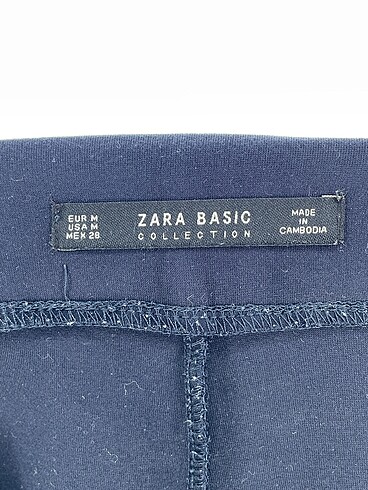 EUR M
USA M
MEX 28
ZARA BASIC
COLLECTION
MADE
IN
CAMBODIA